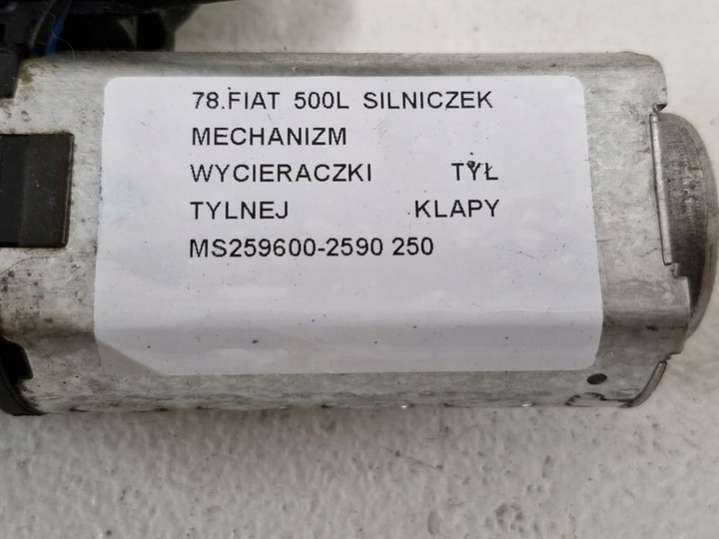 78.FIAT 500L SILNICZEK
MECHANIZM
WYCIERACZKI TYŁ
TYLNEJ KLAPY
MS259600-2590 250